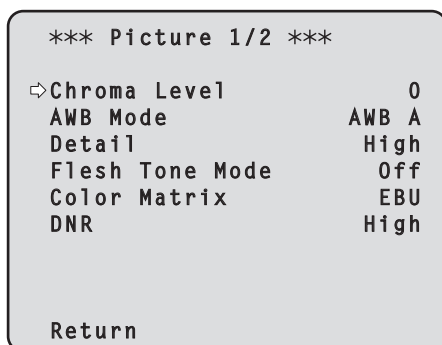 *** Picture 1/2 ***
⇨Chroma Level 0
AWB Mode AWB A
Detail High
Flesh Tone Mode Off
Color Matrix EBU
DNR High
Return